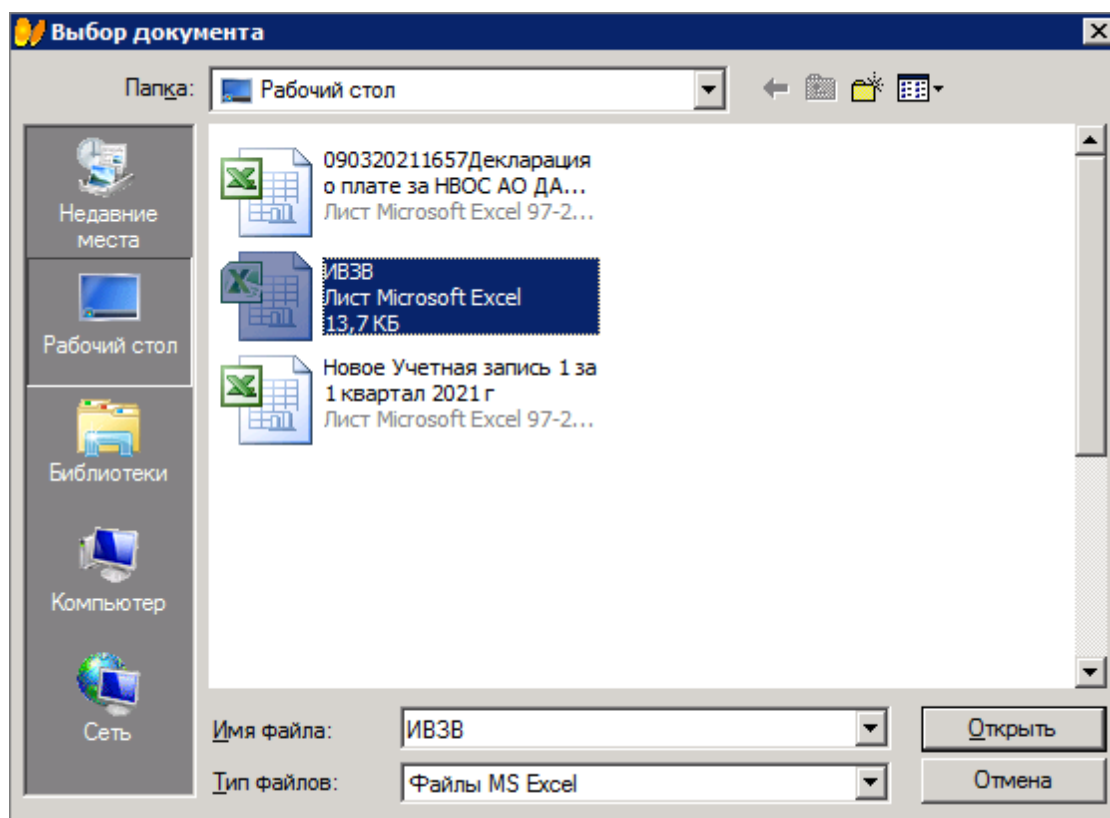 Выбор документа
Папка:
Рабочий стол
Недавние
места
Рабочий стол
Библиотеки
Компьютер
Сеть
090320211657Декларация
о плате за НВОС АО ДА...
Лист Microsoft Excel 97-2...
ИВЗВ
Лист Microsoft Excel
13,7 КБ
Новое Учетная запись 1 за
1 квартал 2021 г
Лист Microsoft Excel 97-2...
Имя файла:
ИВЗВ
Открыть
Тип файлов:
Файлы MS Excel
Отмена